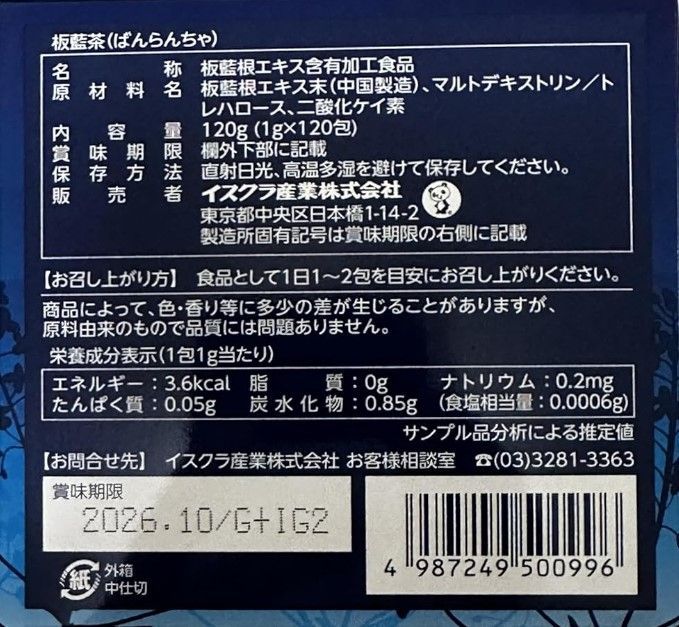 板藍茶(ばんらんちゃ)
名称 板藍根エキス含有加工食品
原材料名 板藍根エキス末(中国製造)、マルトデキストリン/ト
レハロース、二酸化ケイ素
内容量 120g (1g×120包)
賞味期限 欄外下部に記載
保存方法 直射日光、高温多湿を避けて保存してください。
販売者 イスクラ産業株式会社
東京都中央区日本橋1-14-2
製造所固有記号は賞味期限の右側に記載
【お召し上がり方】 食品として1日1〜2包を目安にお召し上がりください。
商品によって、色・香り等に多少の差が生じることがありますが、
原料由来のもので品質には問題ありません。
栄養成分表示(1包1g当たり)
エネルギー:3.6kcal 脂質:0g ナトリウム:0.2mg
たんぱく質:0.05g 炭水化物:0.85g (食塩相当量:0.0006g)
サンプル品分析による推定値
【お問合せ先】 イスクラ産業株式会社 お客様相談室 ☎(03)3281-3363
賞味期限
2026.10/G+IG2
4 987249 500996
紙 外箱
中仕切